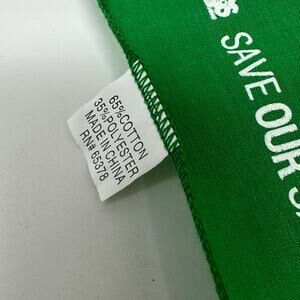 65%COTTON
35%POLYESTER
MADE IN CHINA
RN# 65378
SAVE OUR